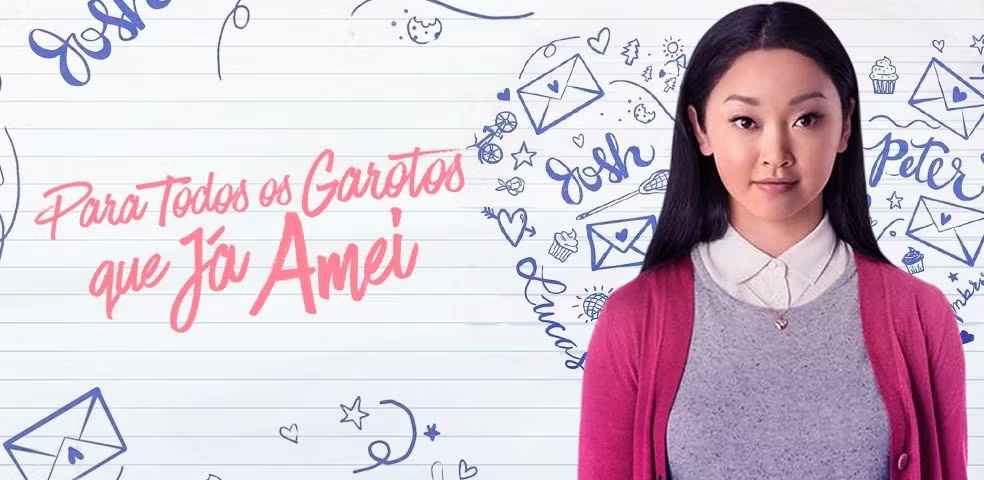 Josh
Para Todos os Garotos
que Já Amei
Josh
Peter
Lucas